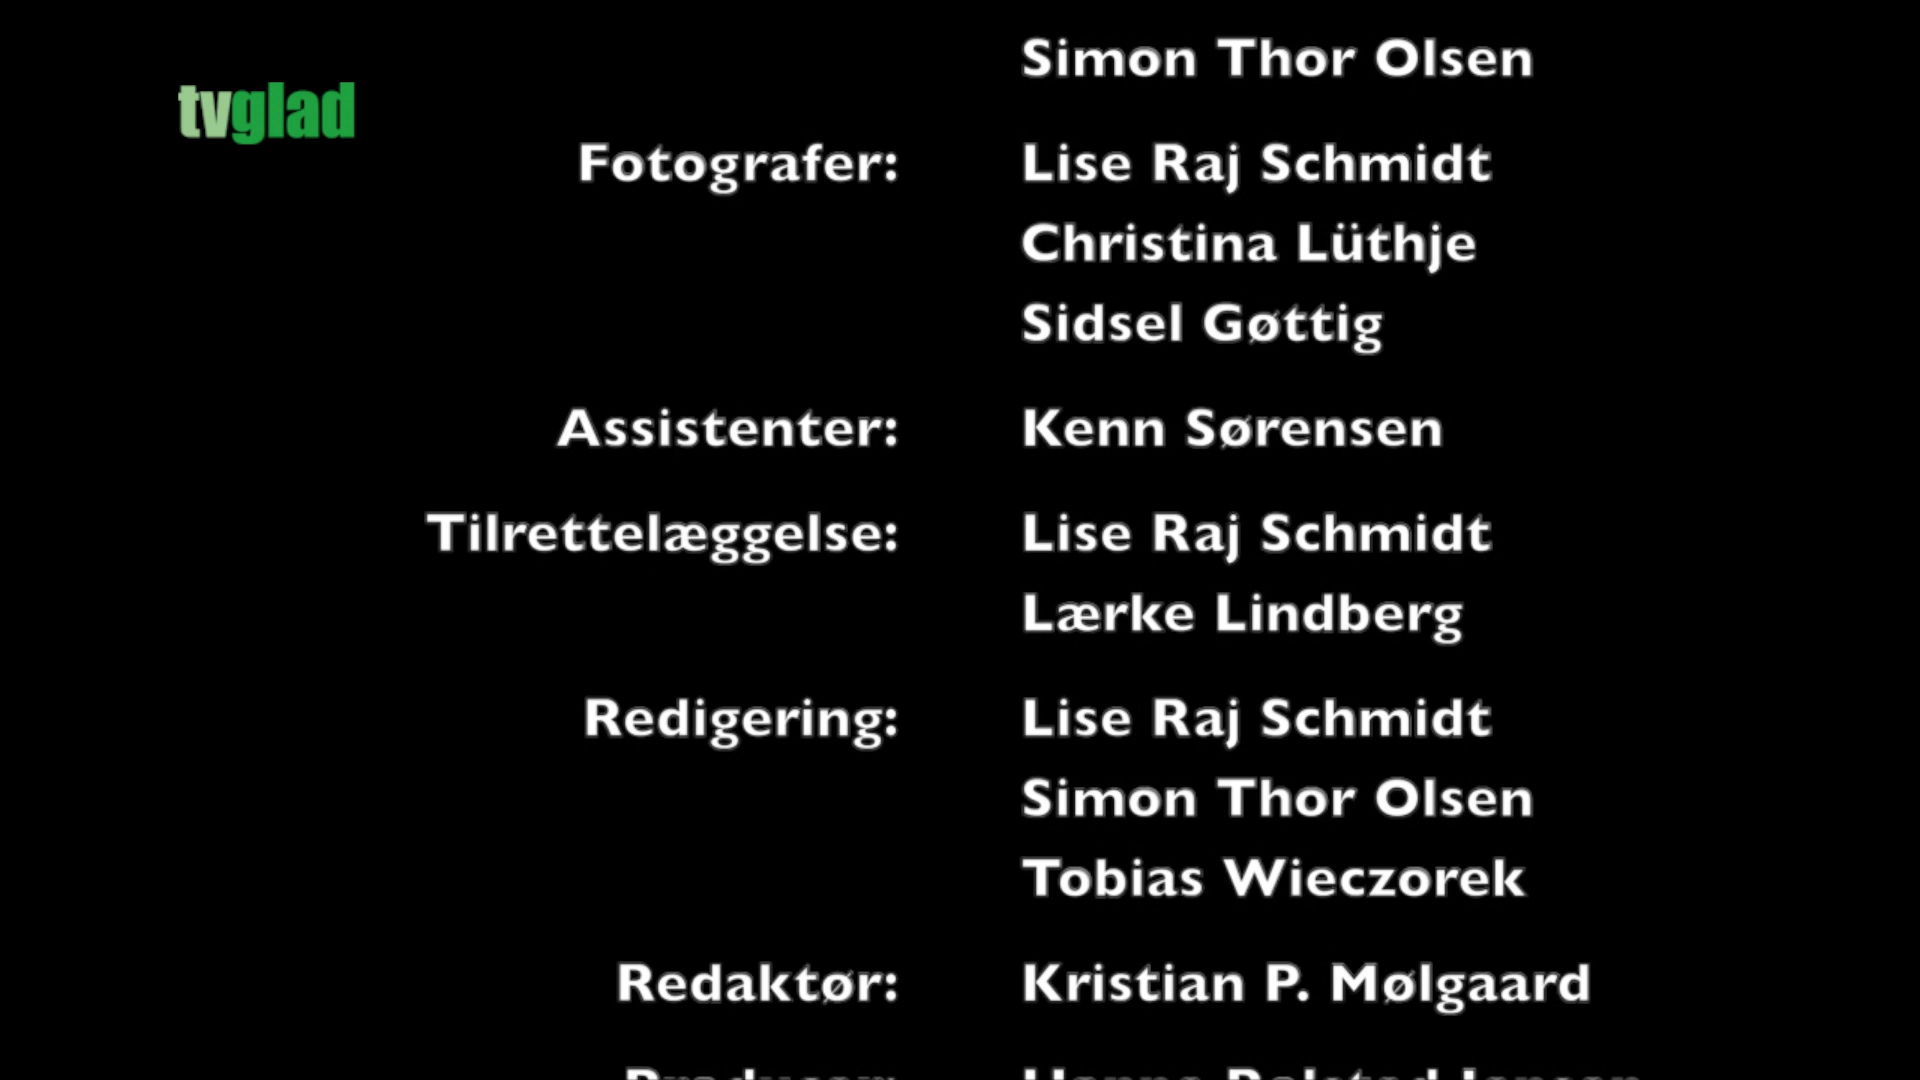 Simon Thor Olsen
tvglad
Fotografer: Lise Raj Schmidt
Christina Lüthje
Sidsel Gøttig
Assistenter: Kenn Sørensen
Tilrettelæggelse: Lise Raj Schmidt
Lærke Lindberg
Redigering: Lise Raj Schmidt
Simon Thor Olsen
Tobias Wieczorek
Redaktør: Kristian P. Mølgaard